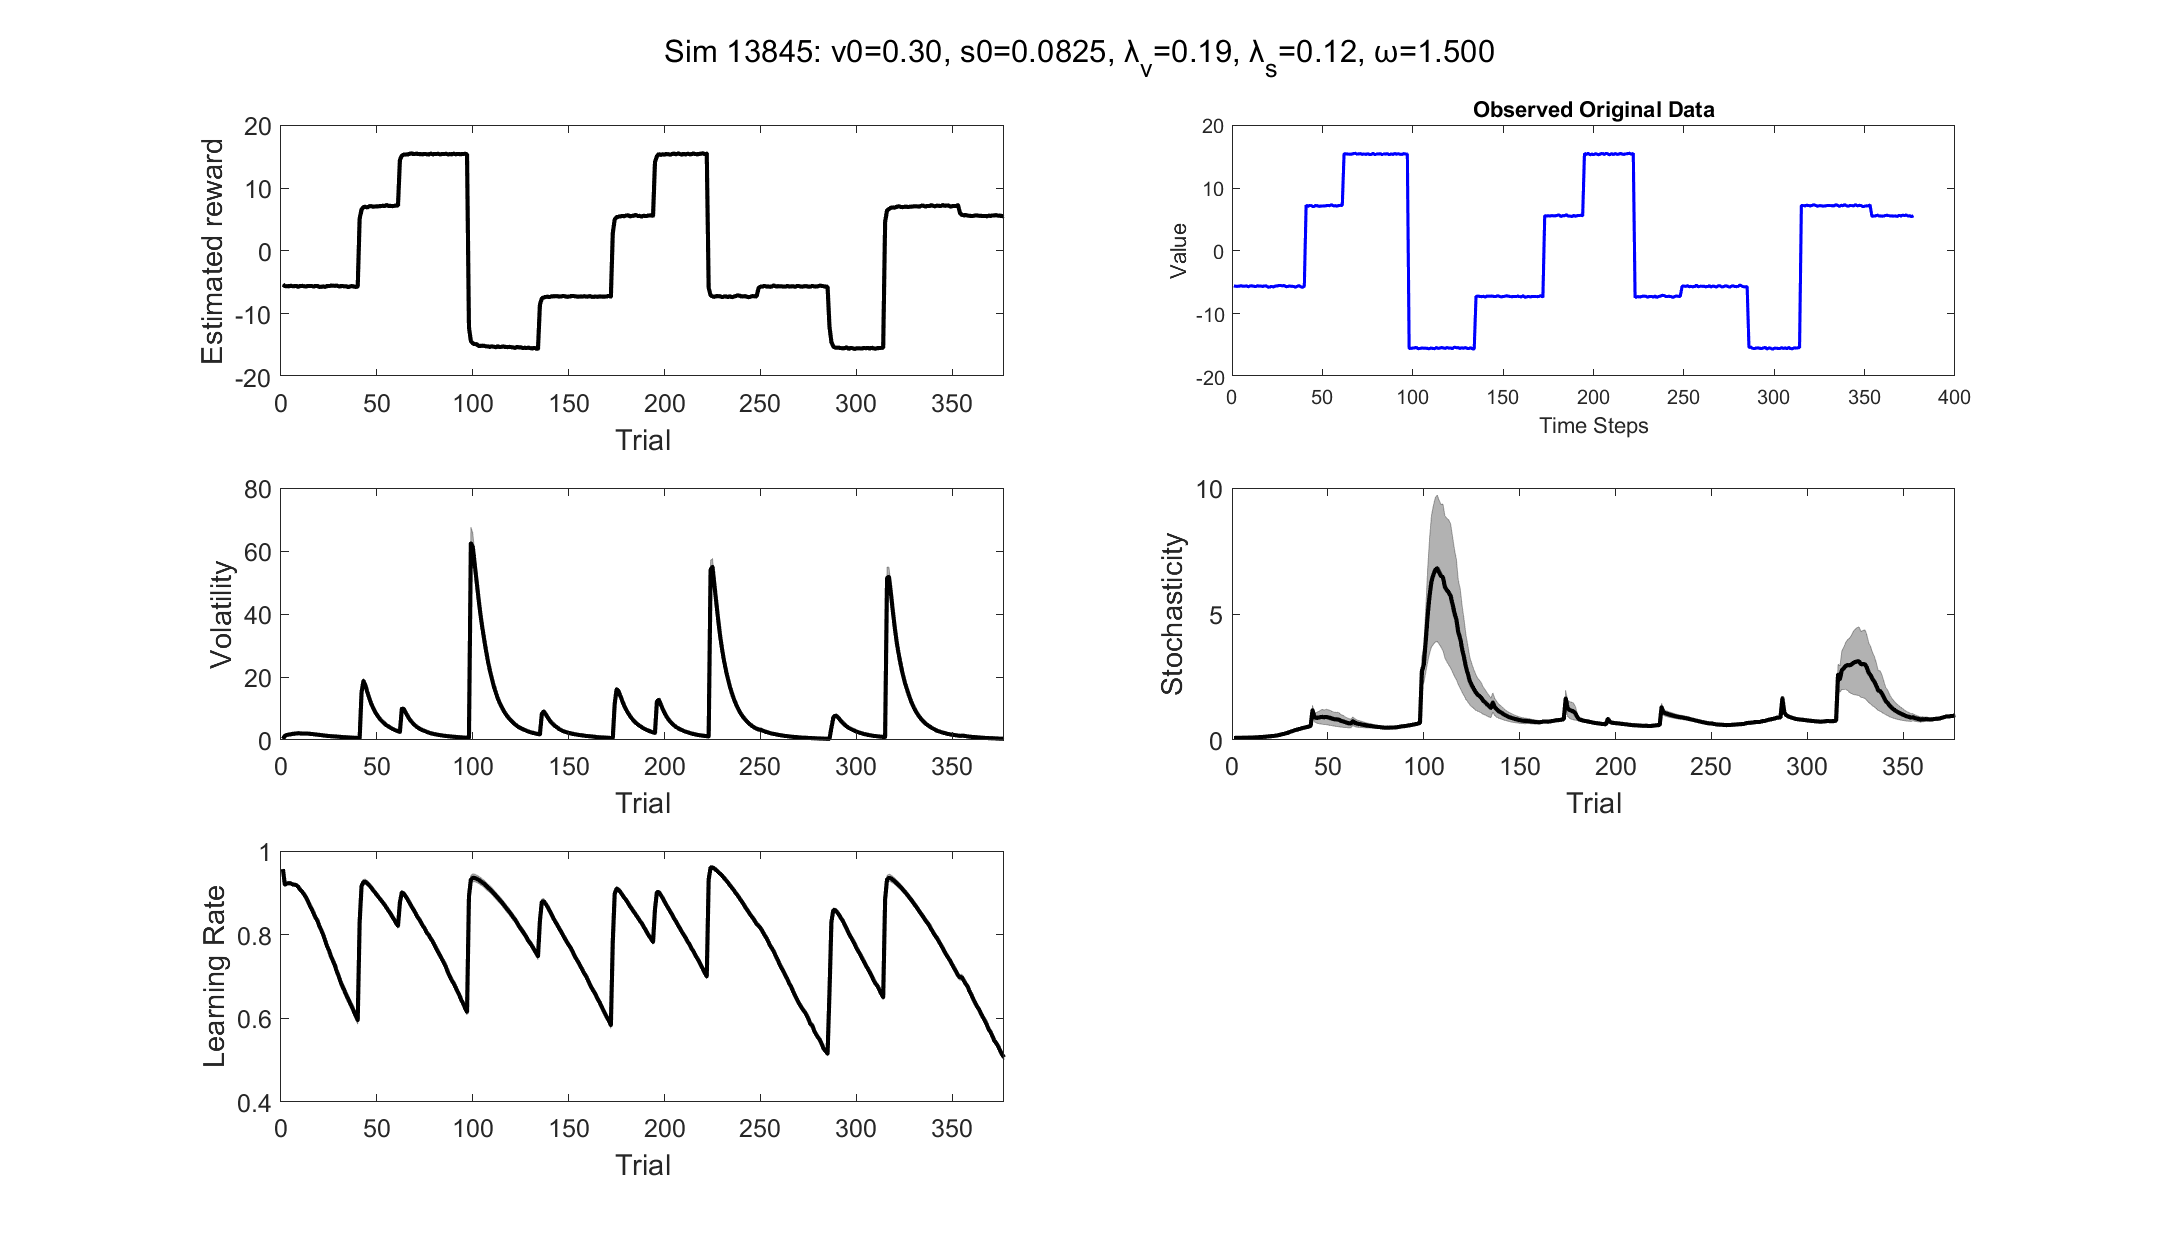 Sim 13845: v0=0.30, s0=0.0825, λ_v=0.19, λ_s=0.12, ω=1.500
Estimated reward
20
10
0
-10
-20
0 50 100 150 200 250 300 350
Trial
Observed Original Data
Value
20
10
0
-10
-20
0 50 100 150 200 250 300 350 400
Time Steps
Volatility
80
60
40
20
0
0 50 100 150 200 250 300 350
Trial
Stochasticity
10
5
0
0 50 100 150 200 250 300 350
Trial
Learning Rate
1
0.8
0.6
0.4
0 50 100 150 200 250 300 350
Trial